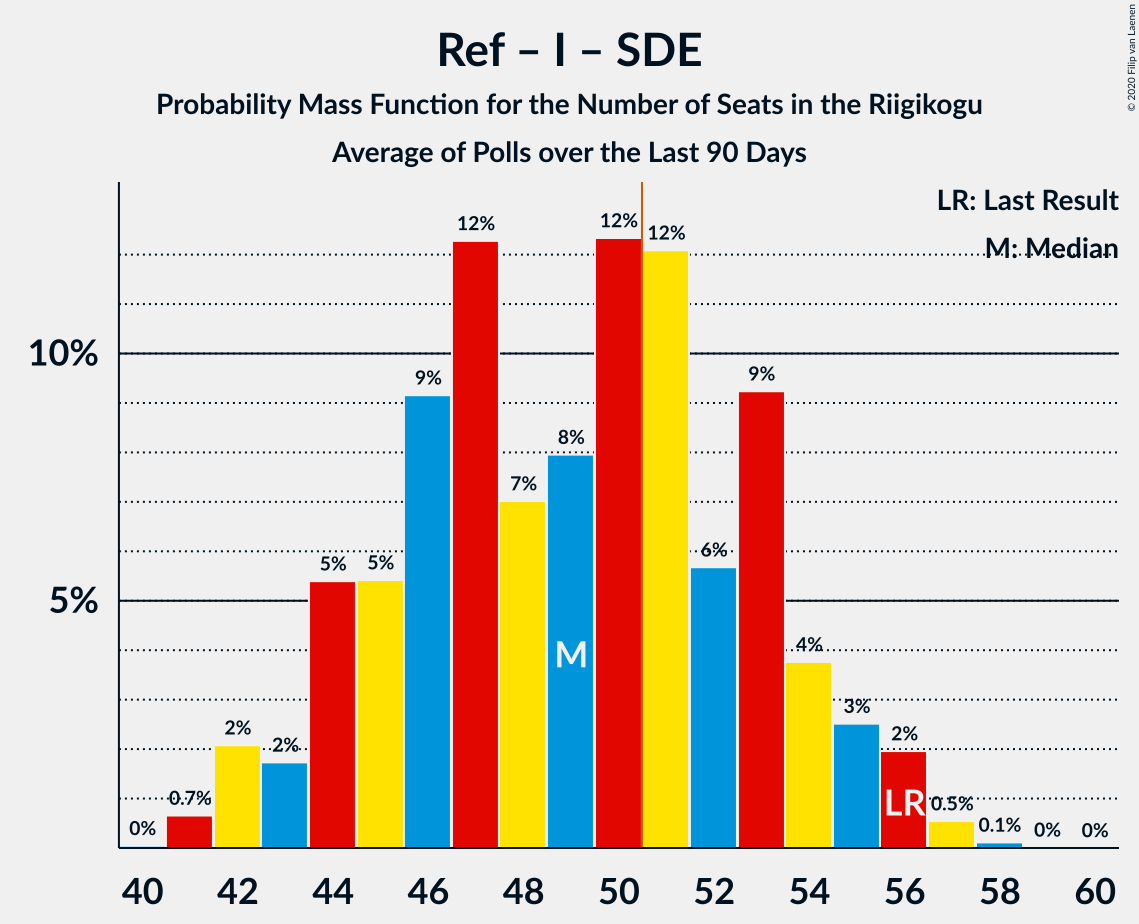 Ref – I – SDE
Probability Mass Function for the Number of Seats in the Riigikogu
Average of Polls over the Last 90 Days
© 2020 Filip van Laenen
LR: Last Result
M: Median
10%
5%
0%
0.7%
2%
2%
5%
5%
9%
12%
7%
8%
12%
12%
6%
9%
4%
3%
2%
0.5%
0.1%
0%
0%
M
LR
40 42 44 46 48 50 52 54 56 58 60